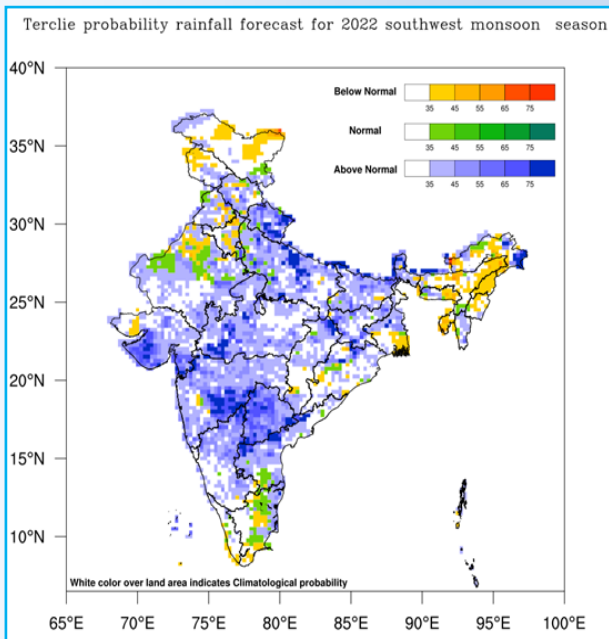 Terclie probability rainfall forecast for 2022 southwest monsoon season
40°N
35°N
30°N
25°N
20°N
15°N
10°N
Below Normal
35 45 55 65 75
Normal
35 45 55 65 75
Above Normal
35 45 55 65 75
White color over land area indicates Climatological probability
65°E 70°E 75°E 80°E 85°E 90°E 95°E 100°E